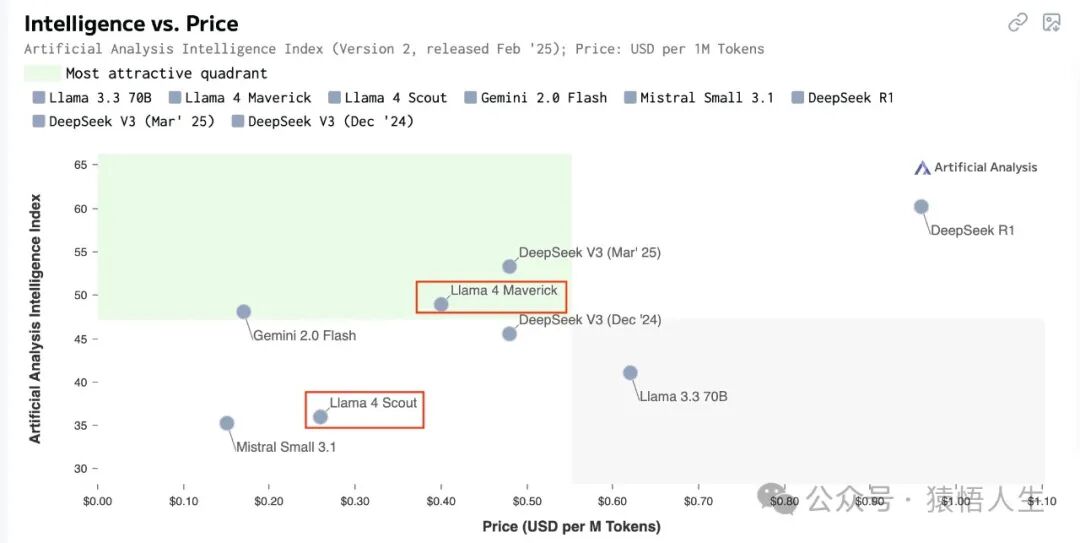 Intelligence vs. Price
Artificial Analysis Intelligence Index (Version 2, released Feb '25); Price: USD per 1M Tokens
Most attractive quadrant
Llama 3.3 70B Llama 4 Maverick Llama 4 Scout Gemini 2.0 Flash Mistral Small 3.1 DeepSeek R1
DeepSeek V3 (Mar' 25) DeepSeek V3 (Dec '24)
Artificial Analysis Intelligence Index
65
60
55
50
45
40
35
30
Artificial Analysis
DeepSeek R1
DeepSeek V3 (Mar' 25)
Llama 4 Maverick
DeepSeek V3 (Dec '24)
Gemini 2.0 Flash
Llama 3.3 70B
Llama 4 Scout
Mistral Small 3.1
$0.00 $0.10 $0.20 $0.30 $0.40 $0.50 $0.60 $0.70 $0.80 $0.90 $1.00 $1.10
公众号 · 猿悟人生
Price (USD per M Tokens)